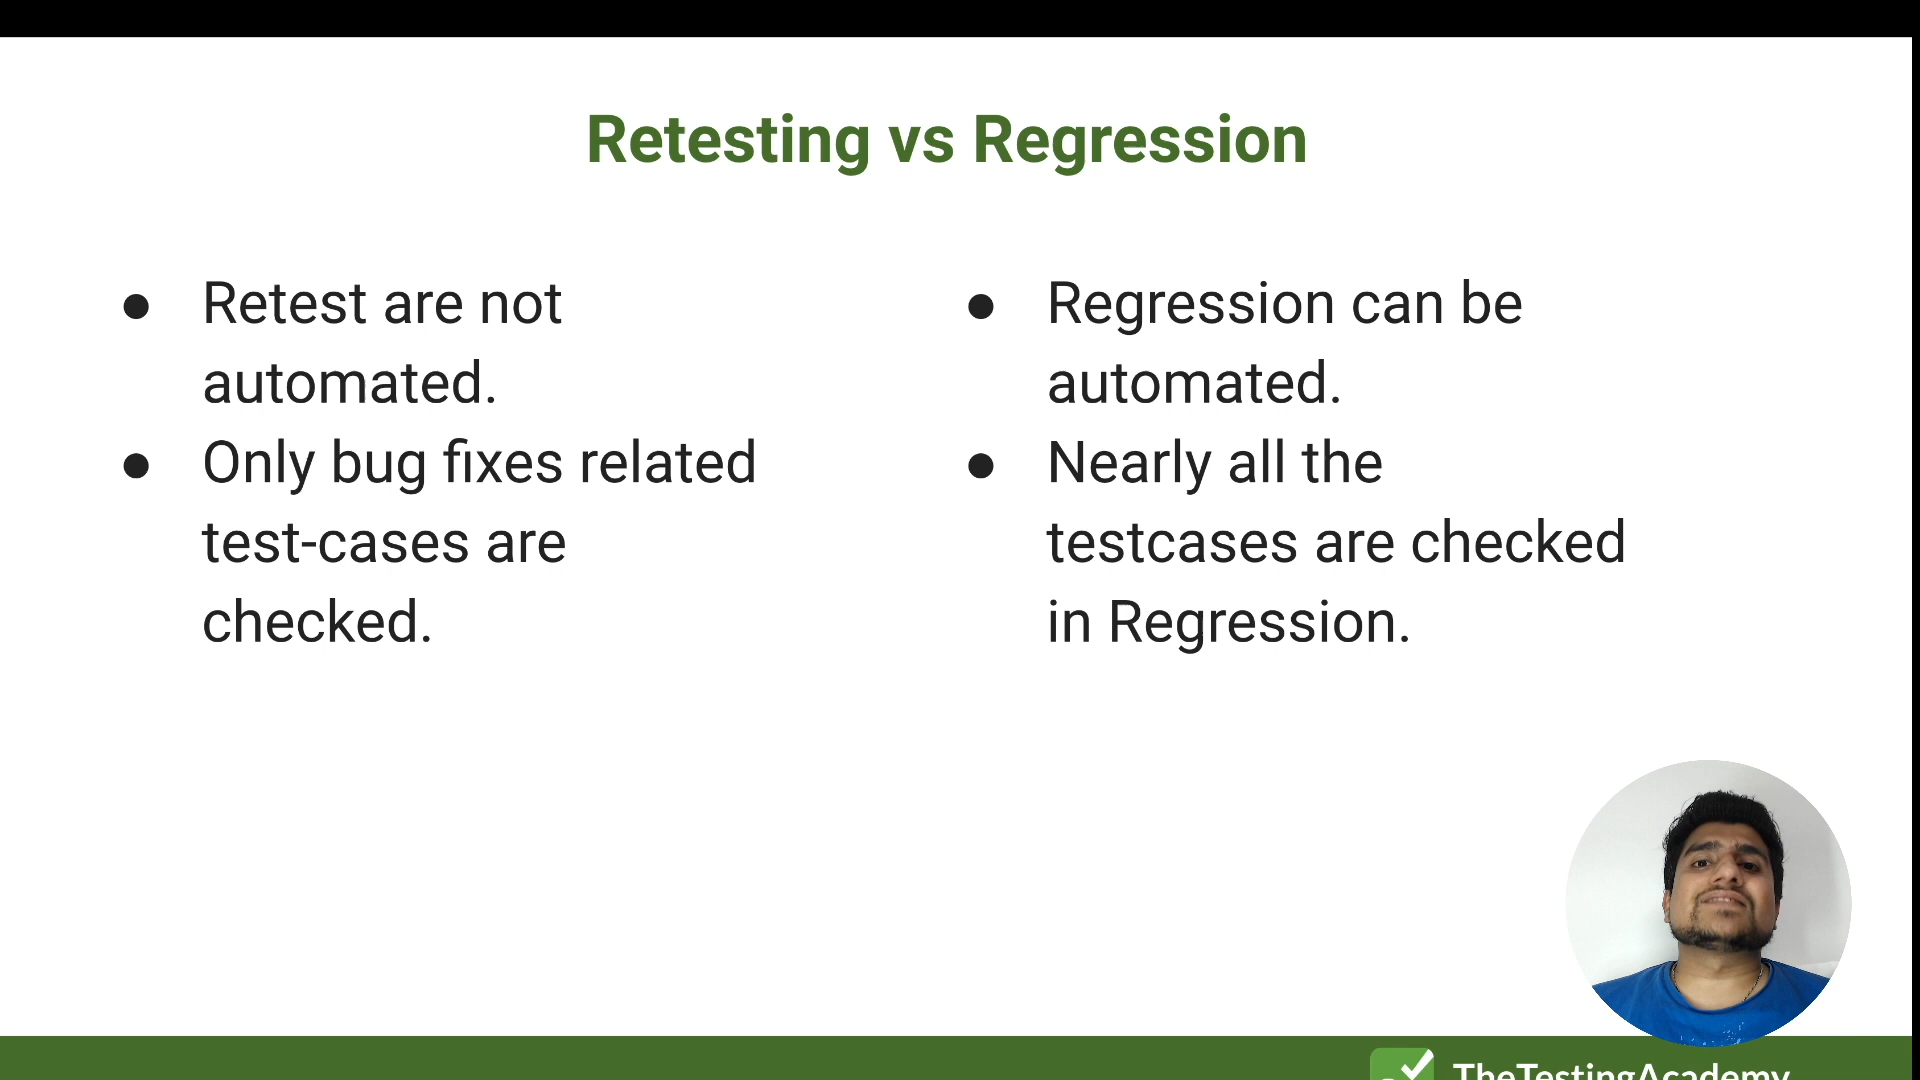 Retesting vs Regression
● Retest are not
automated.
● Only bug fixes related
test-cases are
checked.
● Regression can be
automated.
● Nearly all the
testcases are checked
in Regression.
TheTestingAcademy